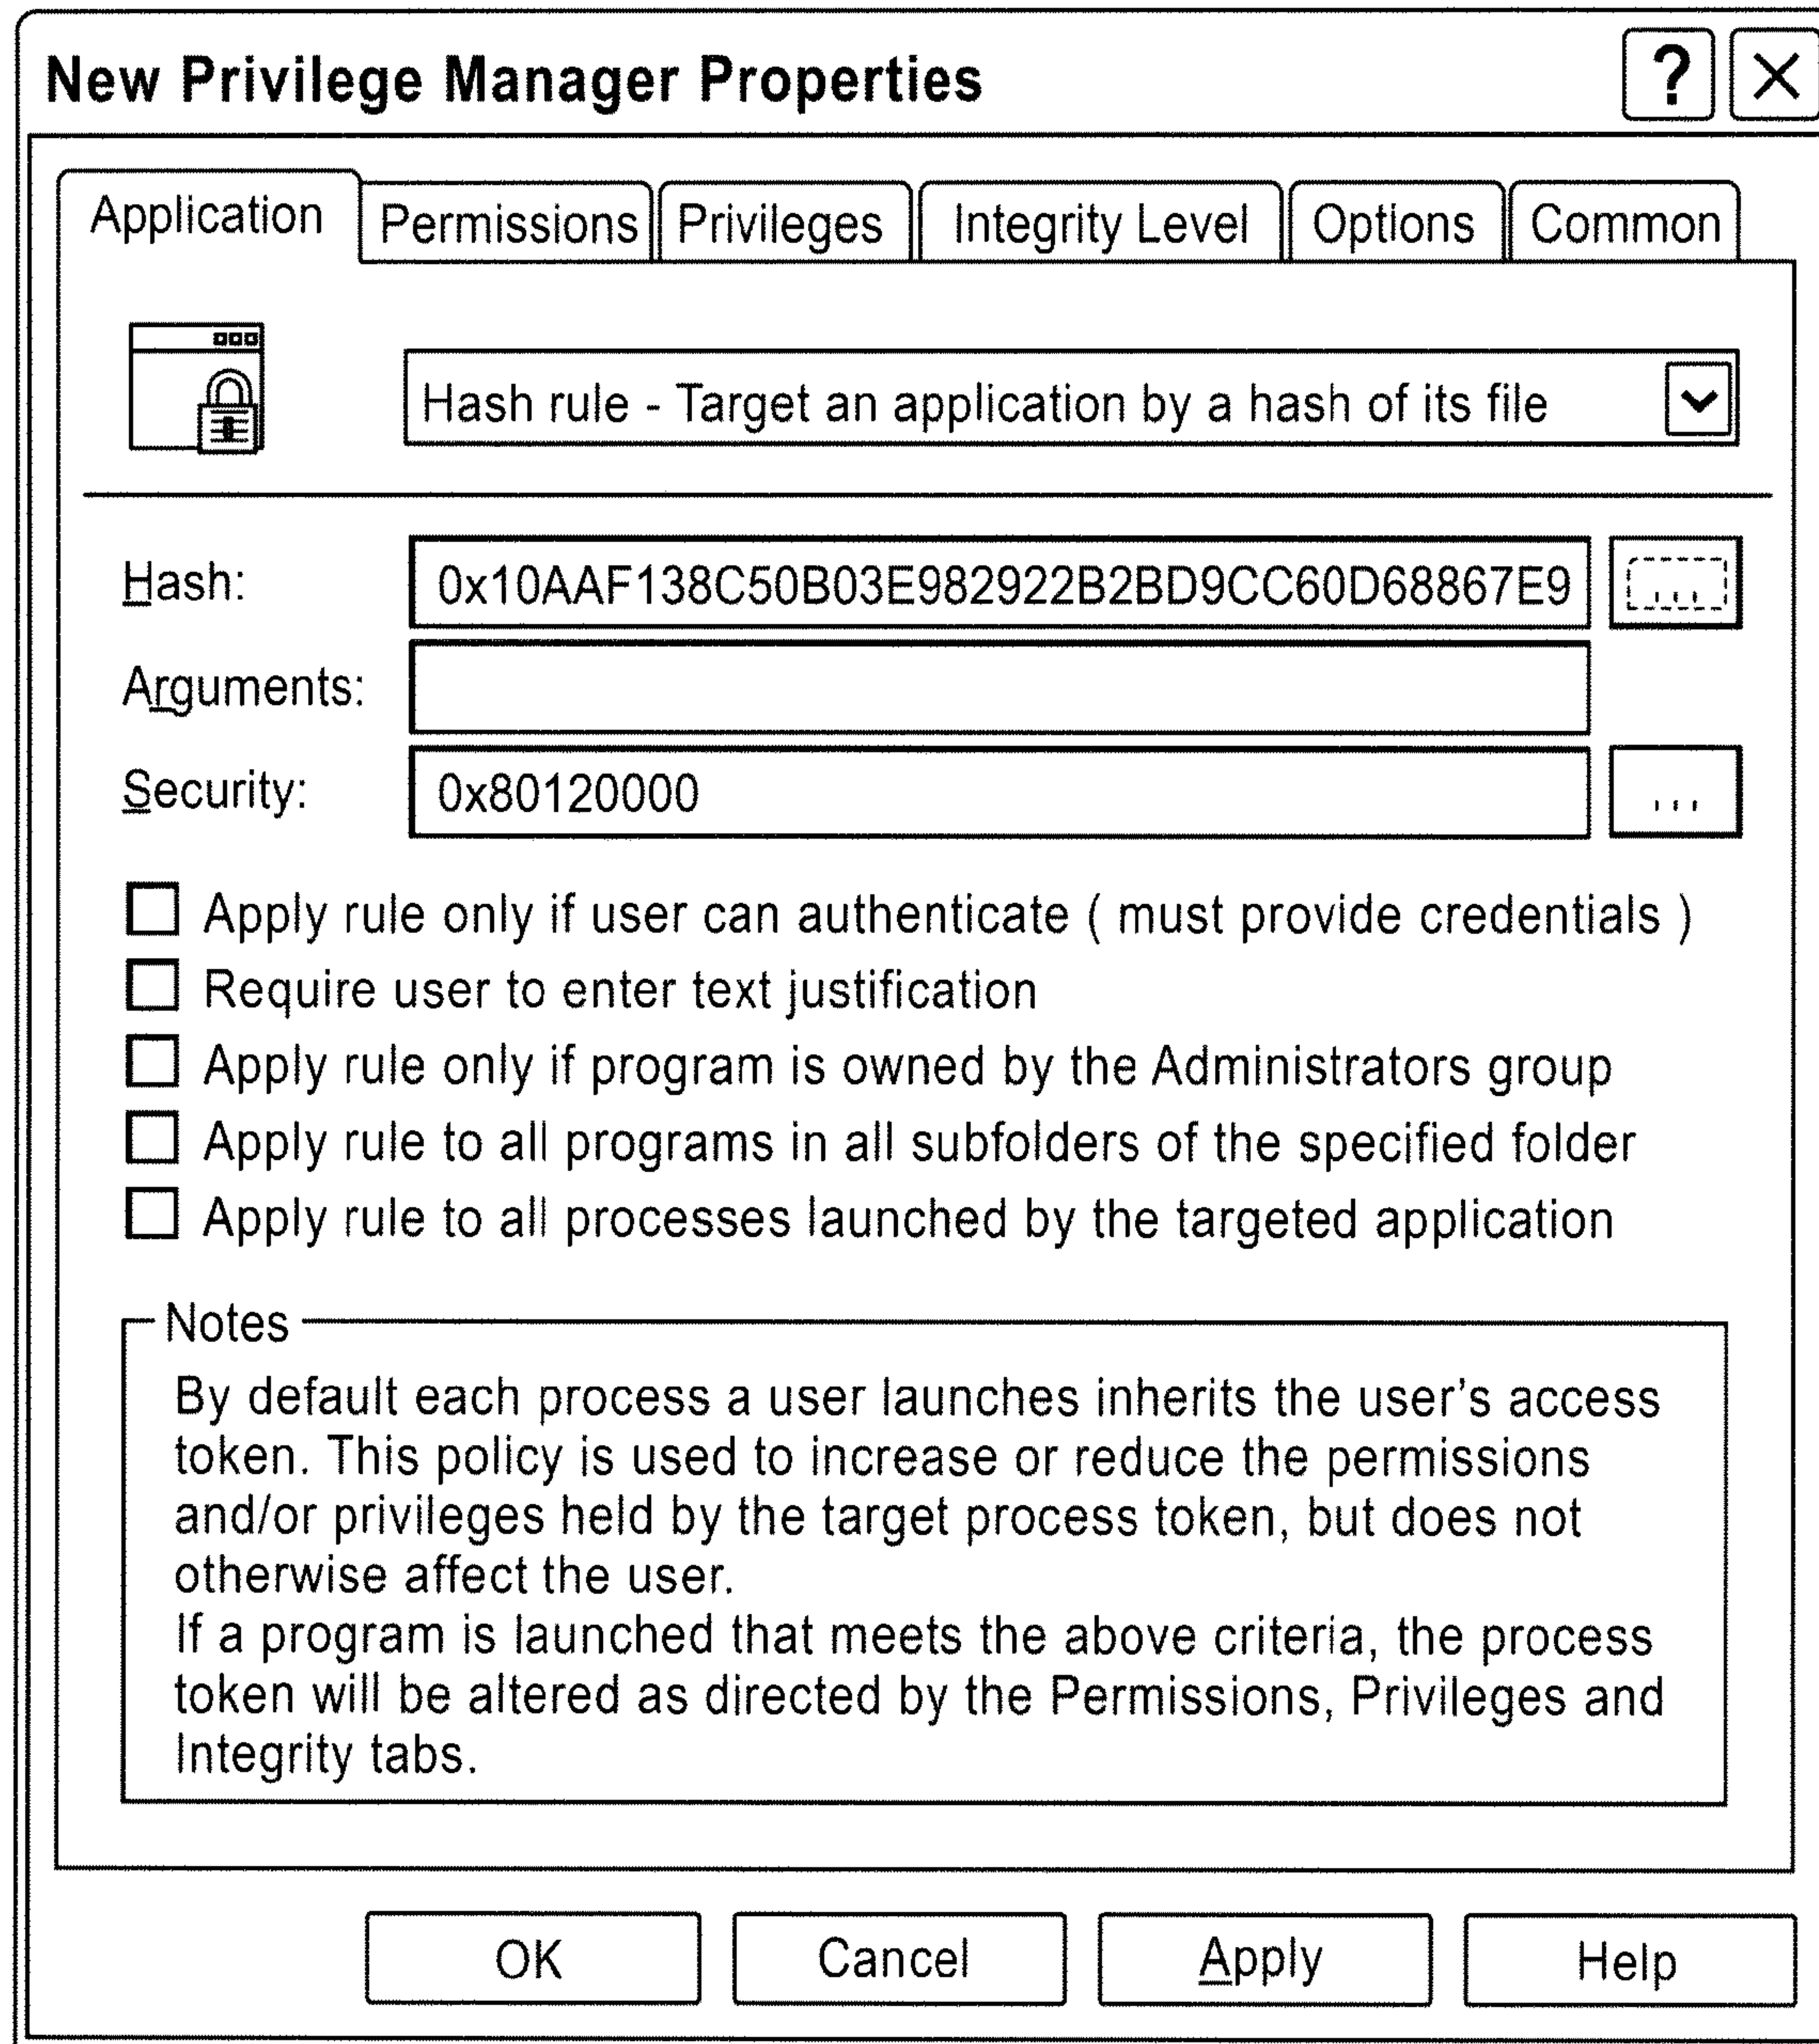 New Privilege Manager Properties ? X
Application Permissions Privileges Integrity Level Options Common
Hash rule - Target an application by a hash of its file
Hash: 0x10AAF138C50B03E982922B2BD9CC60D68867E9 ...
Arguments:
Security: 0x80120000 ...
Apply rule only if user can authenticate ( must provide credentials )
Require user to enter text justification
Apply rule only if program is owned by the Administrators group
Apply rule to all programs in all subfolders of the specified folder
Apply rule to all processes launched by the targeted application
Notes
By default each process a user launches inherits the user's access
token. This policy is used to increase or reduce the permissions
and/or privileges held by the target process token, but does not
otherwise affect the user.
If a program is launched that meets the above criteria, the process
token will be altered as directed by the Permissions, Privileges and
Integrity tabs.
OK Cancel Apply Help